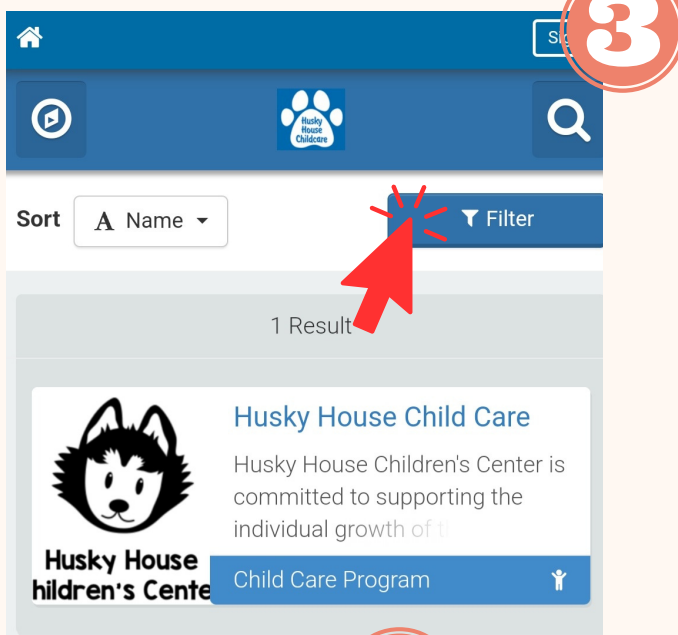 3
Husky
House
Childcare
Sort A Name Filter
1 Result
Husky House Child Care
Husky House Children's Center is
committed to supporting the
individual growth of
Husky House
hildren's Cente
Child Care Program